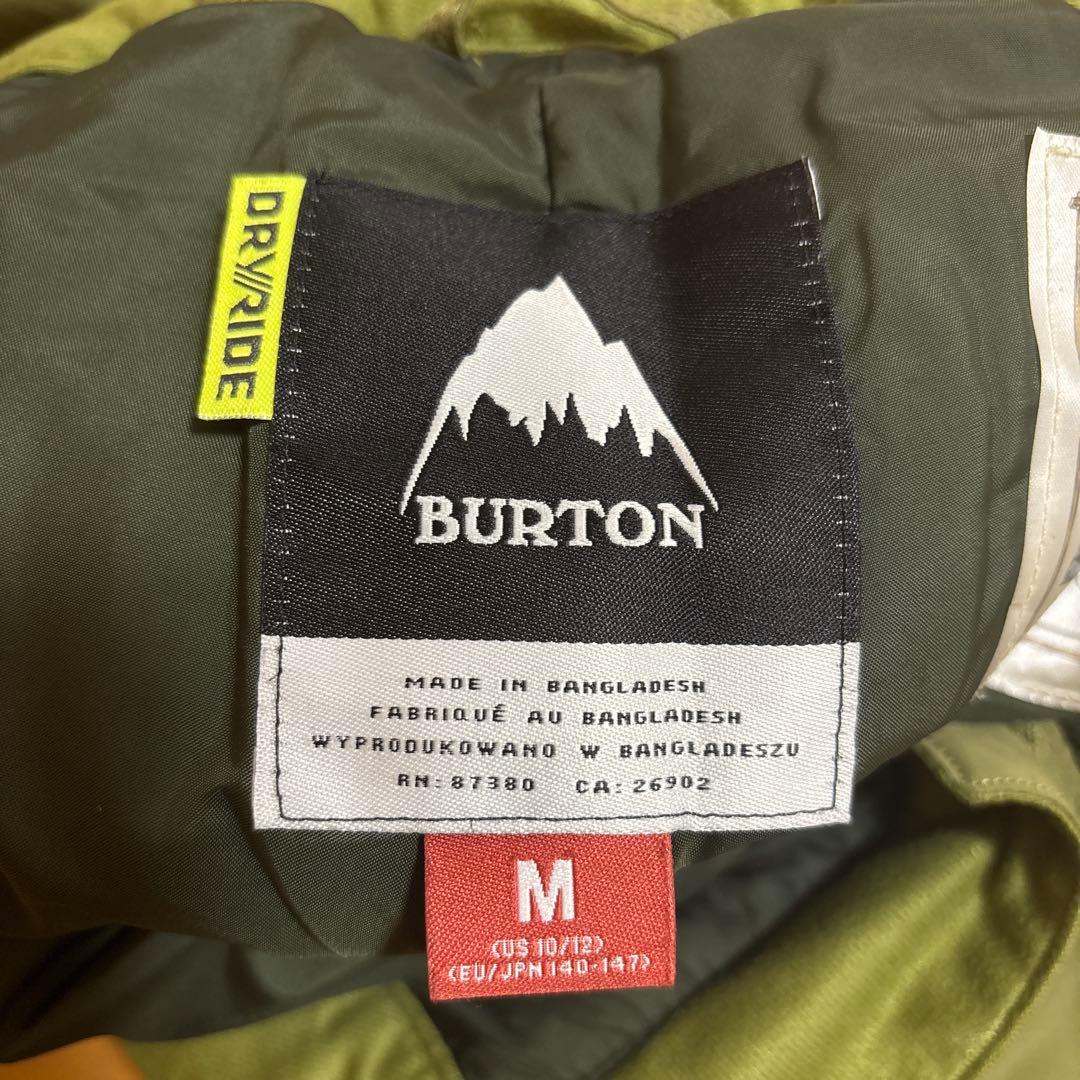 DRY//RIDE
BURTON
MADE IN BANGLADESH
FABRIQUÉ AU BANGLADESH
WYPRODUKOWANO W BANGLADESZU
RN: 87380 CA: 26902
M
(US 10/12)
(EU/JPN 140-147)